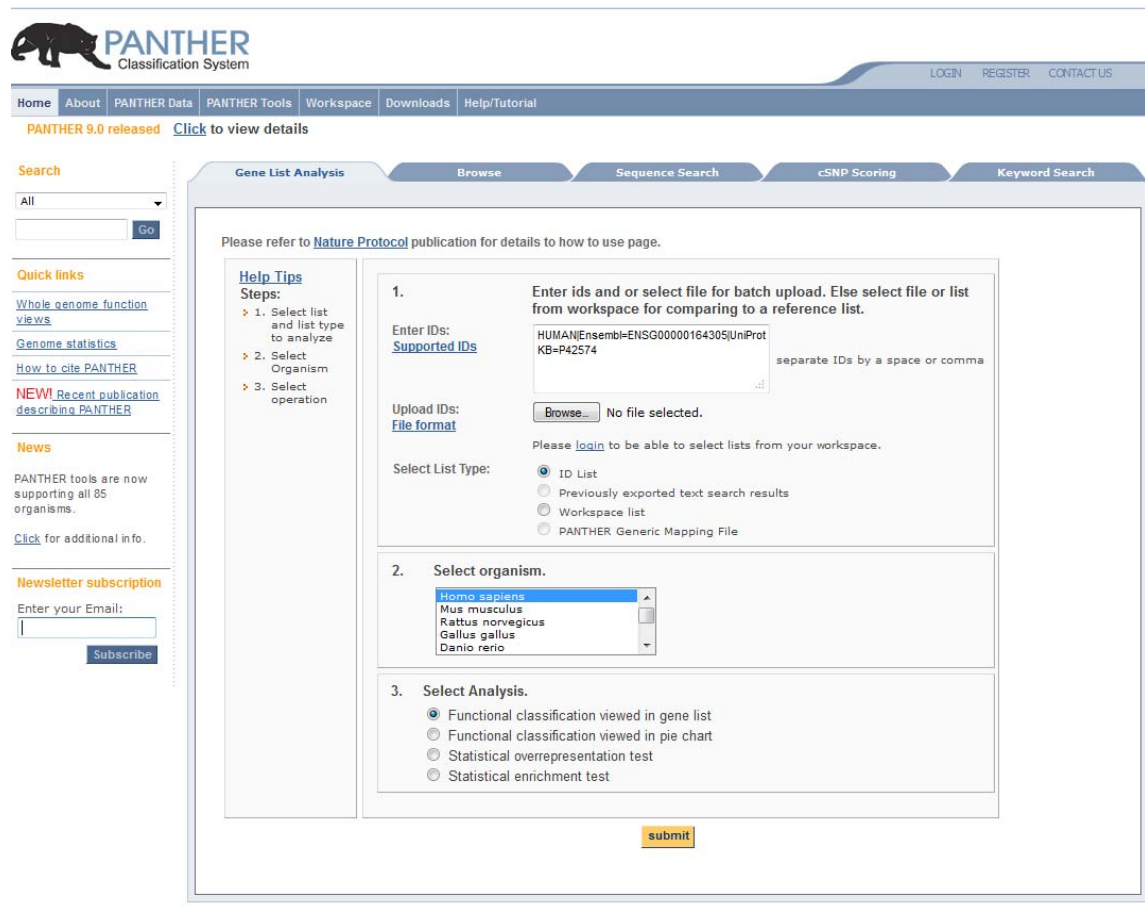 PANTHER
Classification System
LOGIN REGISTER CONTACT US
Home About PANTHER Data PANTHER Tools Workspace Downloads Help/Tutorial
PANTHER 9.0 released Click to view details
Search
All
Go
Quick links
Whole genome function
views
Genome statistics
How to cite PANTHER
NEW! Recent publication
describing PANTHER
News
PANTHER tools are now
supporting all 85
organisms.
Click for additional info.
Newsletter subscription
Enter your Email:
Subscribe
Gene List Analysis Browse Sequence Search cSNP Scoring Keyword Search
Please refer to Nature Protocol publication for details to how to use page.
Help Tips
Steps:
1. Select list
and list type
to analyze
2. Select
Organism
3. Select
operation
1. Enter ids and or select file for batch upload. Else select file or list
from workspace for comparing to a reference list.
Enter IDs:
Supported IDs
HUMAN|Ensembl=ENSG00000164305|UniProt
KB=P42574
separate IDs by a space or comma
Upload IDs:
File format
Browse... No file selected.
Please login to be able to select lists from your workspace.
Select List Type:
ID List
Previously exported text search results
Workspace list
PANTHER Generic Mapping File
2. Select organism.
Homo sapiens
Mus musculus
Rattus norvegicus
Gallus gallus
Danio rerio
3. Select Analysis.
Functional classification viewed in gene list
Functional classification viewed in pie chart
Statistical overrepresentation test
Statistical enrichment test
submit